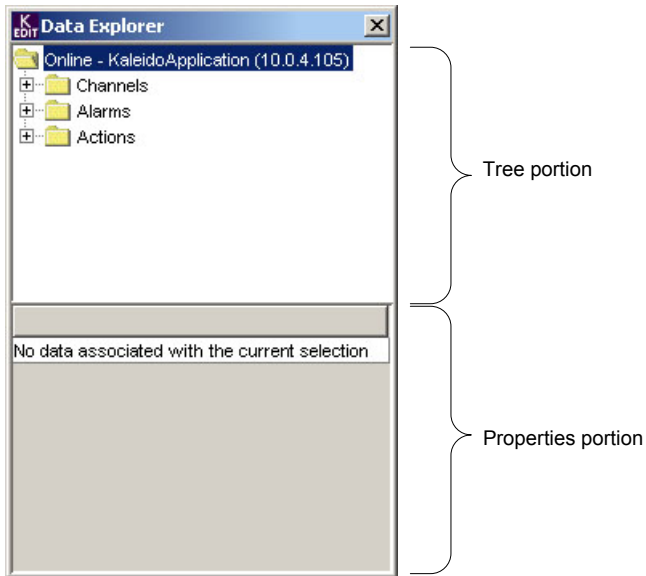 K EDIT Data Explorer
Online - KaleidoApplication (10.0.4.105)
Channels
Alarms
Actions
Tree portion
No data associated with the current selection
Properties portion